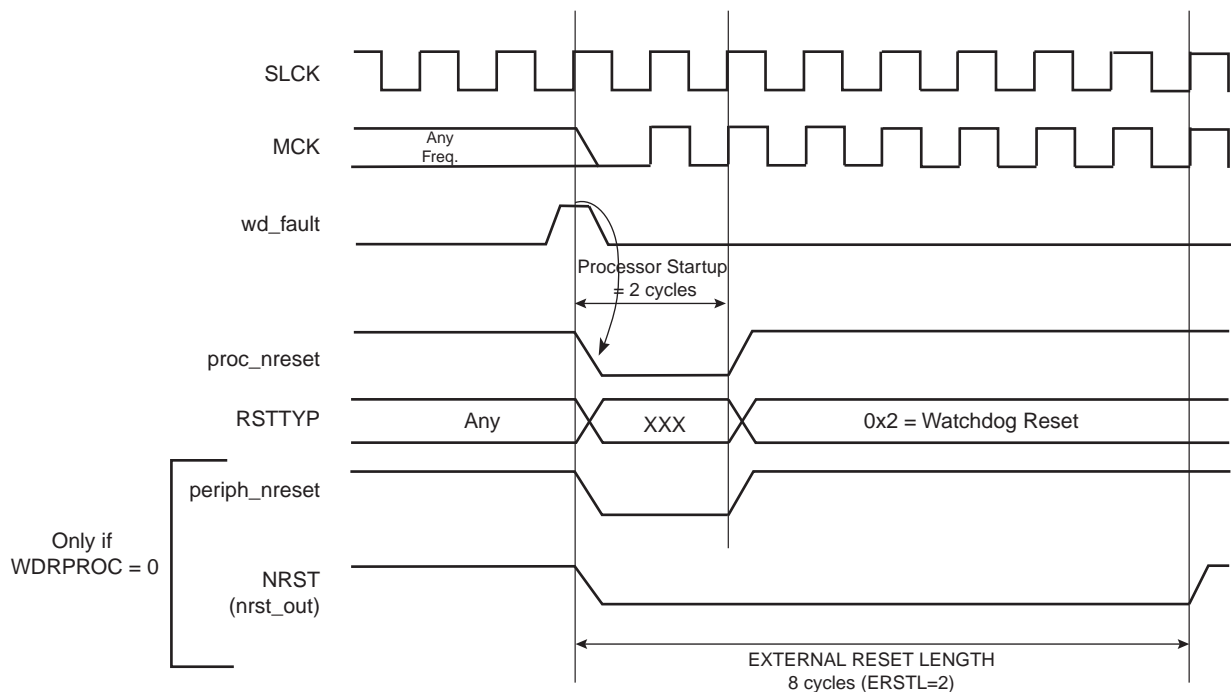 SLCK
MCK
Any
Freq.
wd_fault
Processor Startup
= 2 cycles
proc_nreset
RSTTYP
Any
XXX
0x2 = Watchdog Reset
periph_nreset
Only if
WDRPROC = 0
NRST
(nrst_out)
EXTERNAL RESET LENGTH
8 cycles (ERSTL=2)